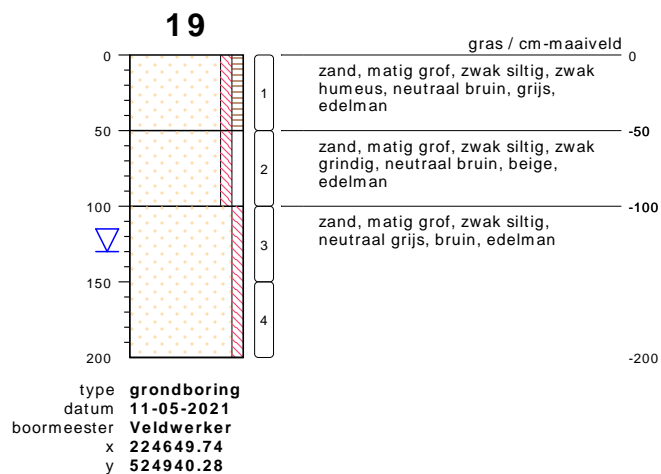 19
gras / cm-maaiveld
0
0
zand, matig grof, zwak siltig, zwak
humeus, neutraal bruin, grijs,
edelman
1
50
-50
zand, matig grof, zwak siltig, zwak
grindig, neutraal bruin, beige,
edelman
2
100
-100
zand, matig grof, zwak siltig,
neutraal grijs, bruin, edelman
3
150
4
200
-200
type grondboring
datum 11-05-2021
boormeester Veldwerker
x 224649.74
y 524940.28